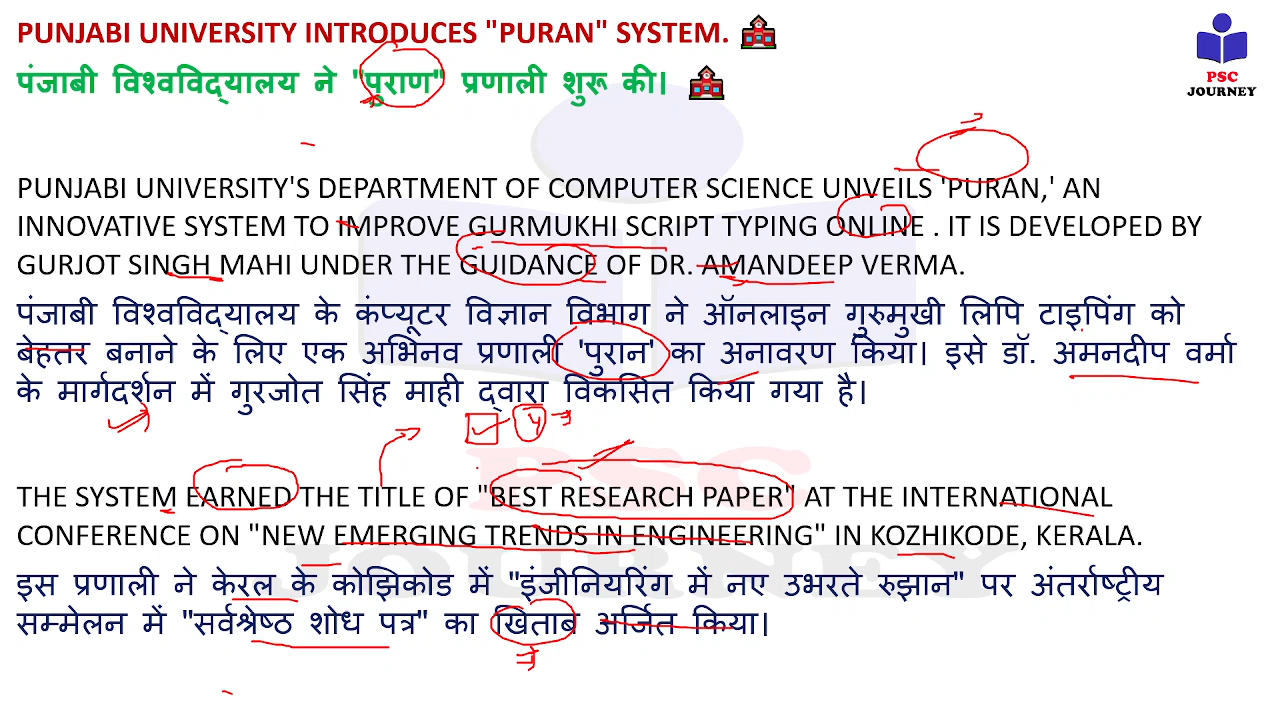 PUNJABI UNIVERSITY INTRODUCES "PURAN" SYSTEM.
पंजाबी विश्वविद्यालय ने "पुराण" प्रणाली शुरू की।
PSC
JOURNEY
PUNJABI UNIVERSITY'S DEPARTMENT OF COMPUTER SCIENCE UNVEILS 'PURAN,' AN
INNOVATIVE SYSTEM TO IMPROVE GURMUKHI SCRIPT TYPING ONLINE . IT IS DEVELOPED BY
GURJOT SINGH MAHI UNDER THE GUIDANCE OF DR. AMANDEEP VERMA.
पंजाबी विश्वविद्यालय के कंप्यूटर विज्ञान विभाग ने ऑनलाइन गुरुमुखी लिपि टाइपिंग को
बेहतर बनाने के लिए एक अभिनव प्रणाली 'पुरान' का अनावरण किया। इसे डॉ. अमनदीप वर्मा
के मार्गदर्शन में गुरजोत सिंह माही द्वारा विकसित किया गया है।
THE SYSTEM EARNED THE TITLE OF "BEST RESEARCH PAPER" AT THE INTERNATIONAL
CONFERENCE ON "NEW EMERGING TRENDS IN ENGINEERING" IN KOZHIKODE, KERALA.
इस प्रणाली ने केरल के कोझिकोड में "इंजीनियरिंग में नए उभरते रुझान" पर अंतर्राष्ट्रीय
सम्मेलन में "सर्वश्रेष्ठ शोध पत्र" का खिताब अर्जित किया।
PSC
JOURNEY